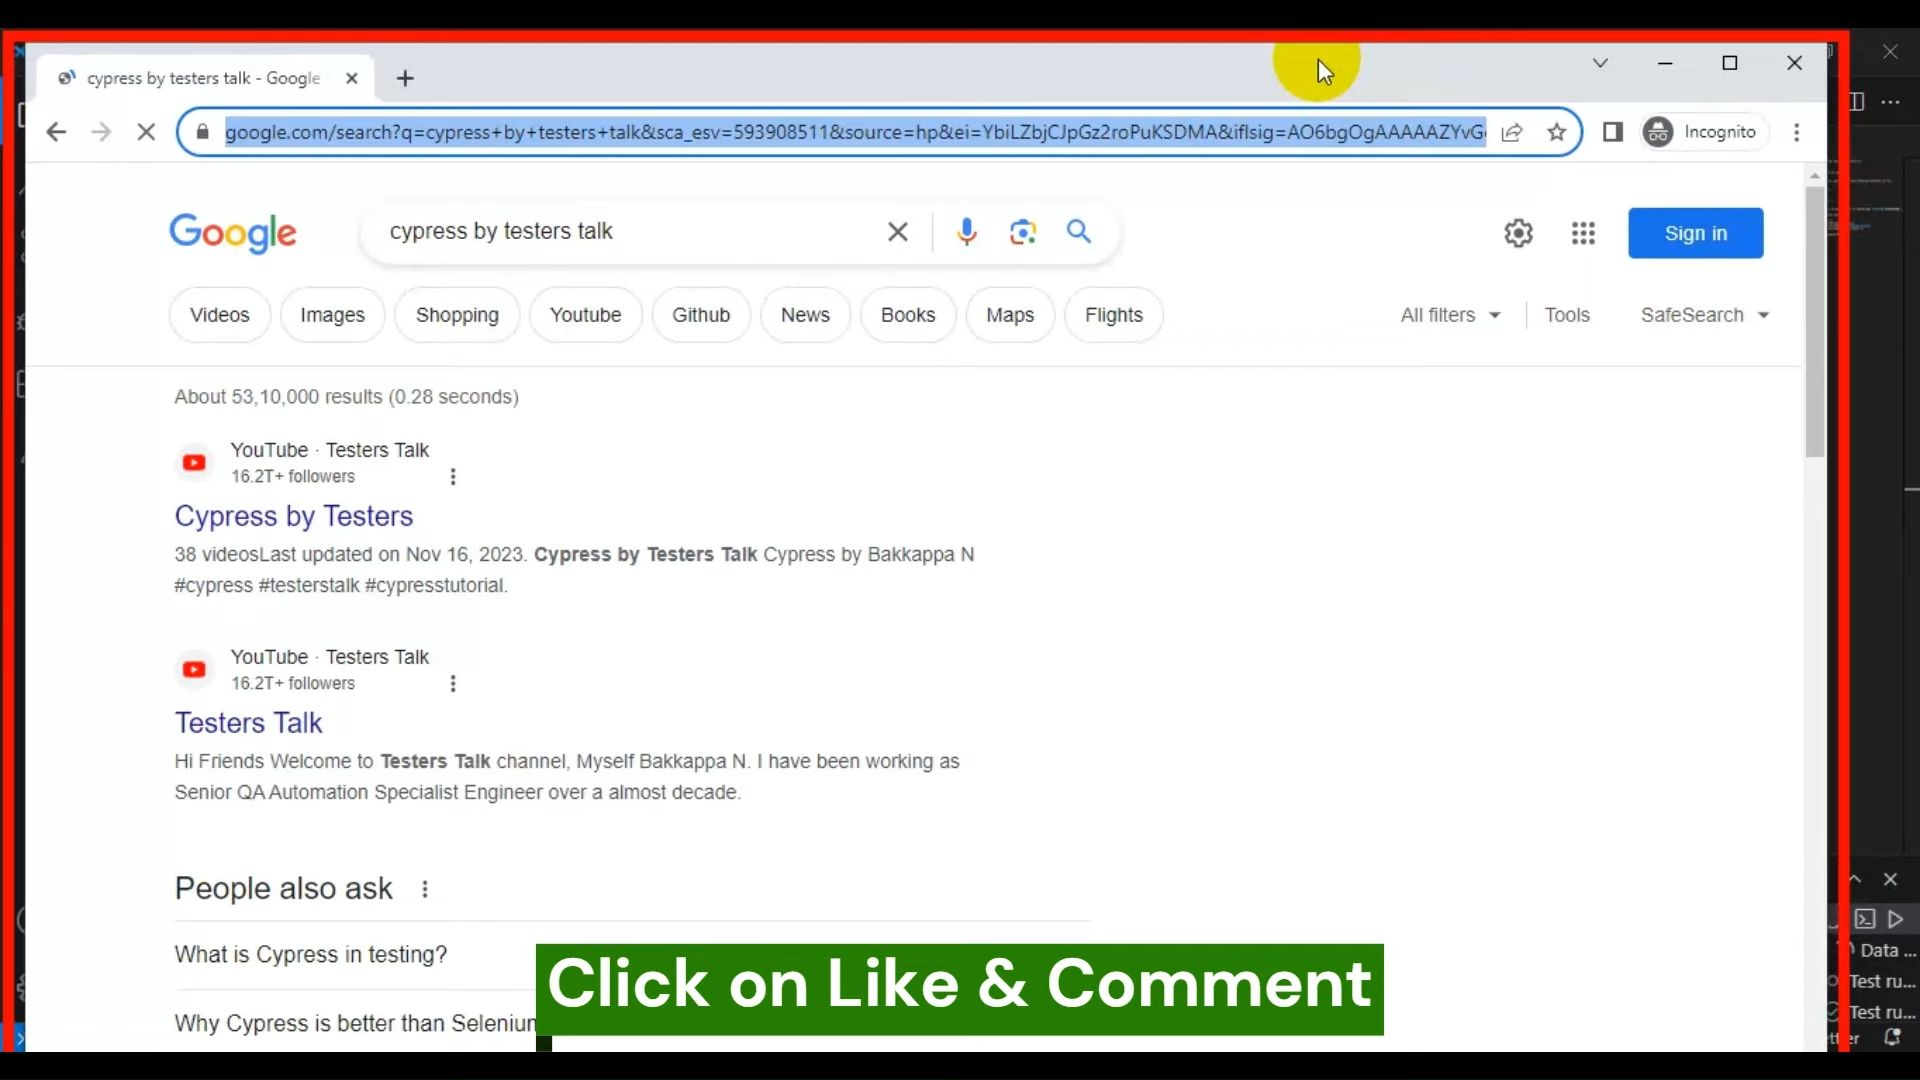 cypress by testers talk - Google
google.com/search?q=cypress+by+testers+talk&sca_esv=593908511&source=hp&ei=YbiLZbjCJpGz2roPuKSDMA&iflsig=AO6bgOgAAAAAZYvG
Incognito
Google
cypress by testers talk
Sign in
Videos Images Shopping Youtube Github News Books Maps Flights All filters Tools SafeSearch
About 53,10,000 results (0.28 seconds)
YouTube · Testers Talk
16.2T+ followers
Cypress by Testers
38 videosLast updated on Nov 16, 2023. Cypress by Testers Talk Cypress by Bakkappa N
#cypress #testerstalk #cypresstutorial.
YouTube · Testers Talk
16.2T+ followers
Testers Talk
Hi Friends Welcome to Testers Talk channel, Myself Bakkappa N. I have been working as
Senior QA Automation Specialist Engineer over a almost decade.
People also ask
What is Cypress in testing?
Why Cypress is better than Selenium
Click on Like & Comment
Data ...
Test ru...
Test ru...